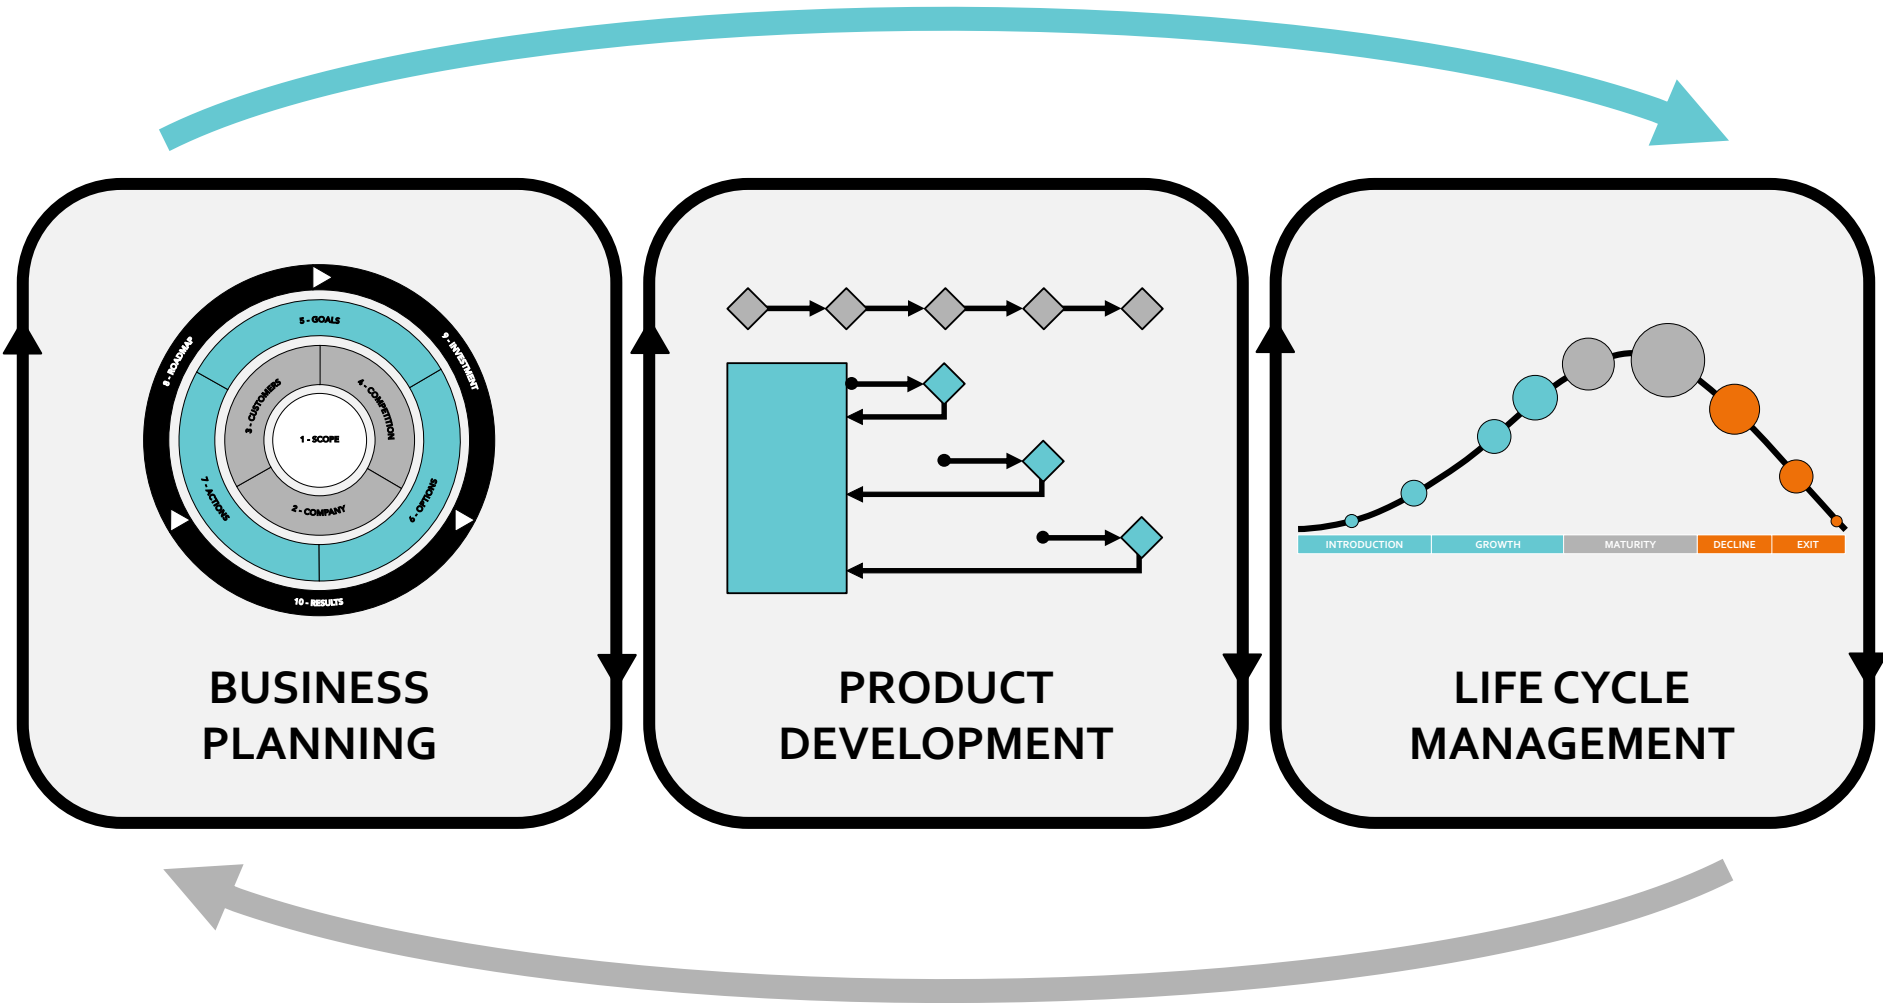 5 - GOALS
8 - ROADMAP
9 - INVESTMENT
3 - CUSTOMERS
4 - COMPETITION
1 - SCOPE
7 - ACTIONS
2 - COMPANY
6 - OPTIONS
10 - RESULTS
BUSINESS
PLANNING
PRODUCT
DEVELOPMENT
INTRODUCTION
GROWTH
MATURITY
DECLINE
EXIT
LIFE CYCLE
MANAGEMENT